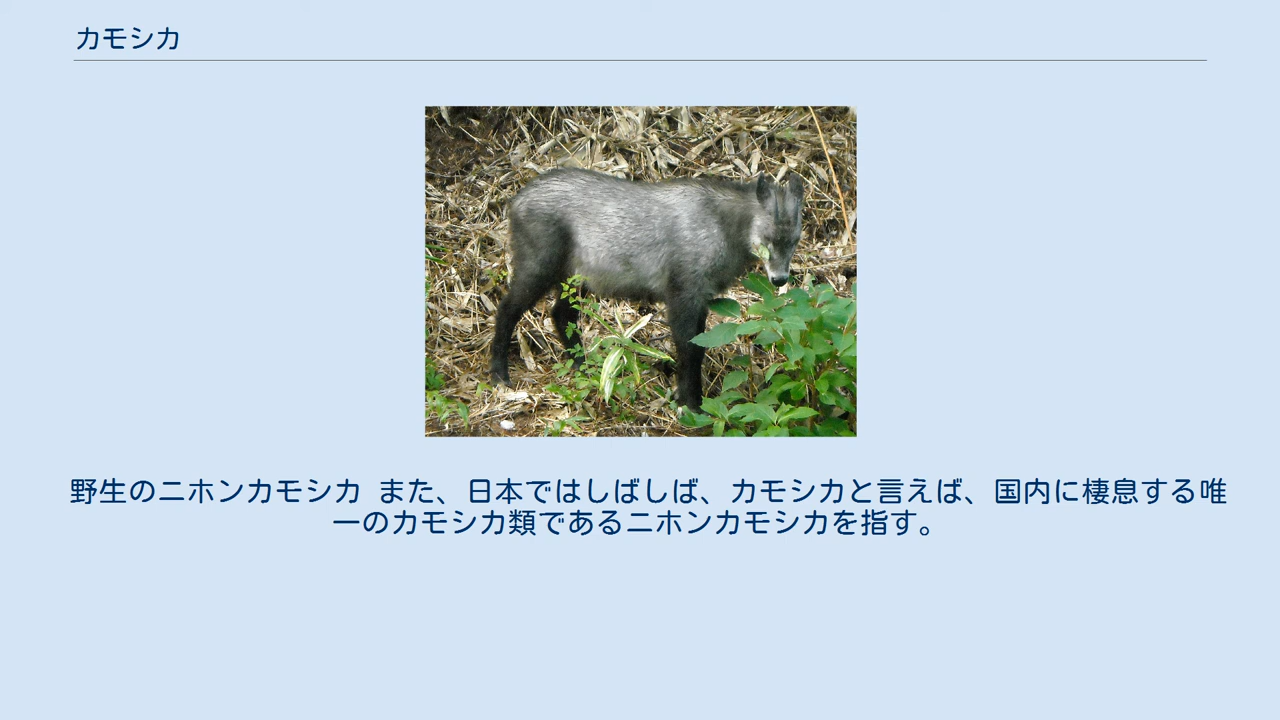 カモシカ
野生のニホンカモシカ また、日本ではしばしば、カモシカと言えば、国内に棲息する唯
一のカモシカ類であるニホンカモシカを指す。